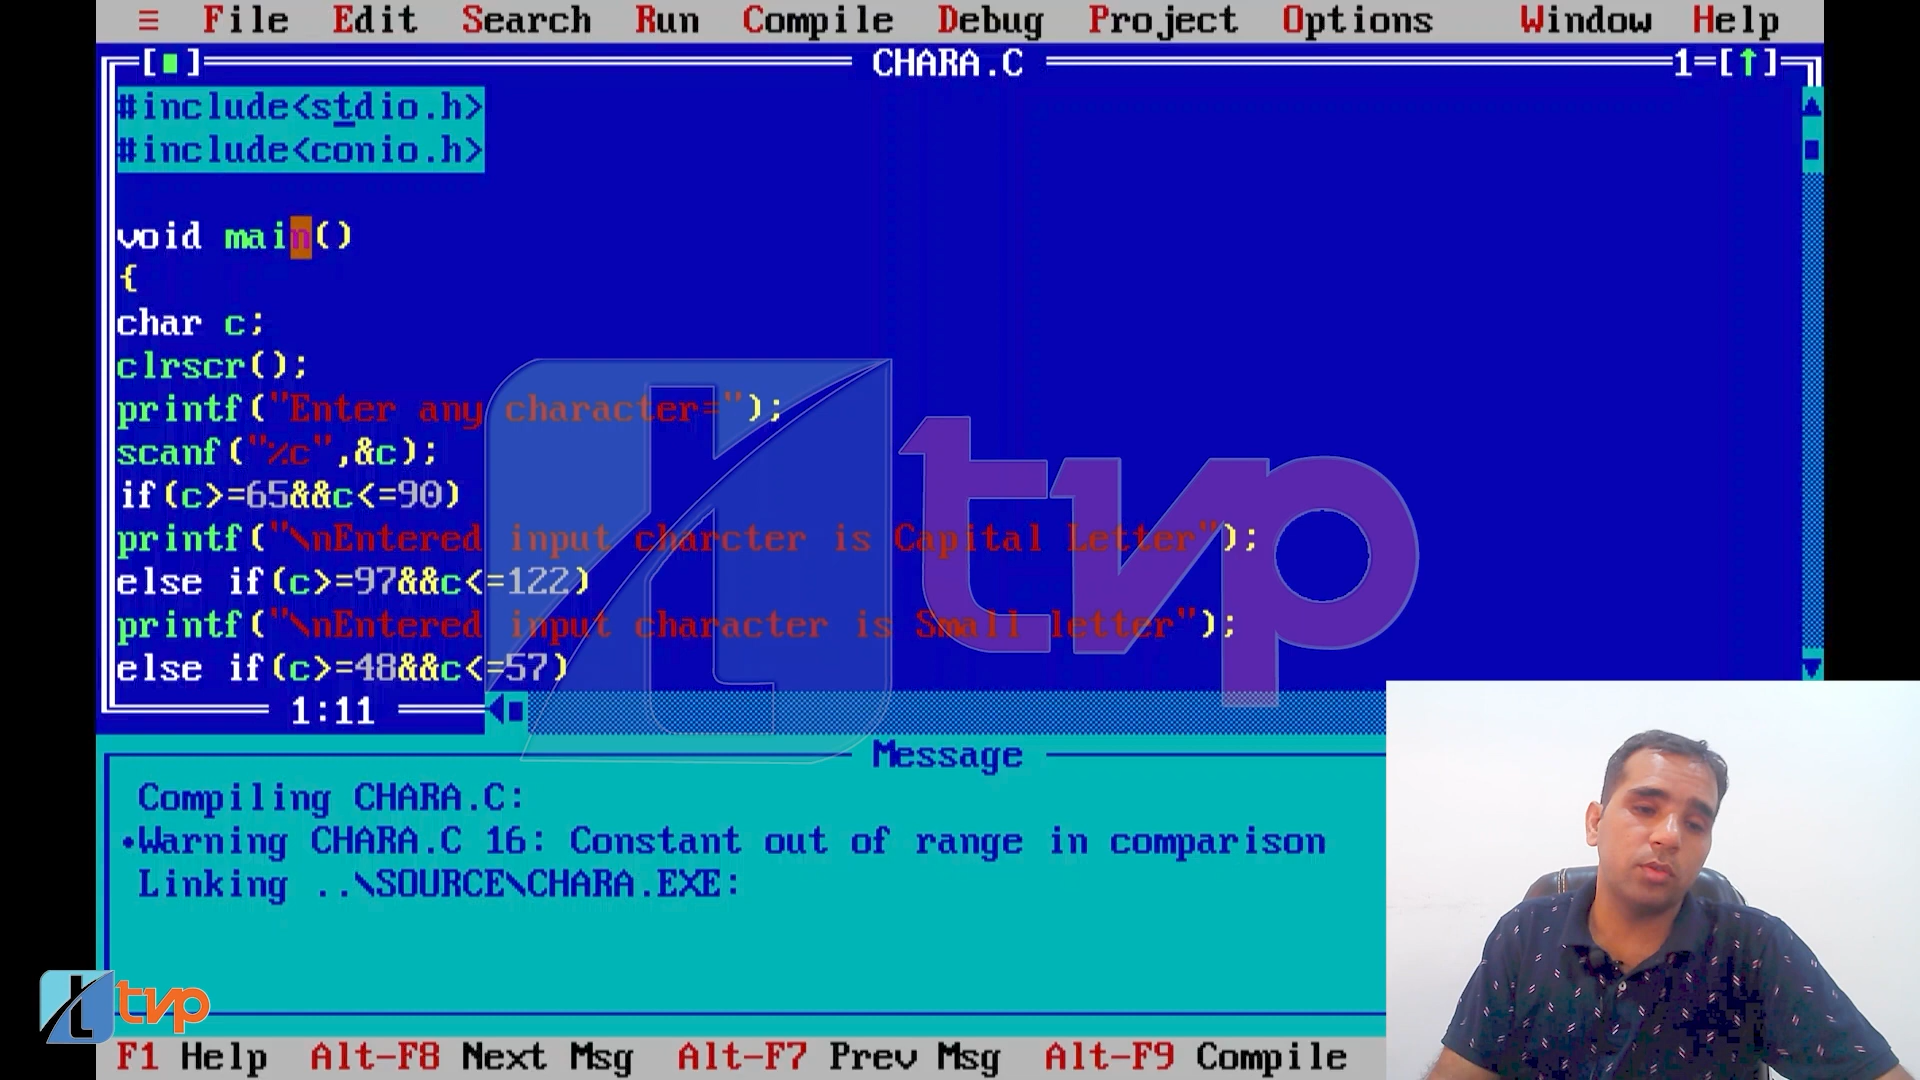 ≡ File Edit Search Run Compile Debug Project Options Window Help
[■] CHARA.C 1=[↑]
#include<stdio.h>
#include<conio.h>
void main()
{
char c;
clrscr();
printf("Enter any character=");
scanf("%c",&c);
if(c>=65&&c<=90)
printf("\nEntered input charcter is Capital Letter");
else if(c>=97&&c<=122)
printf("\nEntered input character is Small letter");
else if(c>=48&&c<=57)
1:11
tvp
Message
Compiling CHARA.C:
•Warning CHARA.C 16: Constant out of range in comparison
Linking ..\SOURCE\CHARA.EXE:
tvp
F1 Help Alt-F8 Next Msg Alt-F7 Prev Msg Alt-F9 Compile